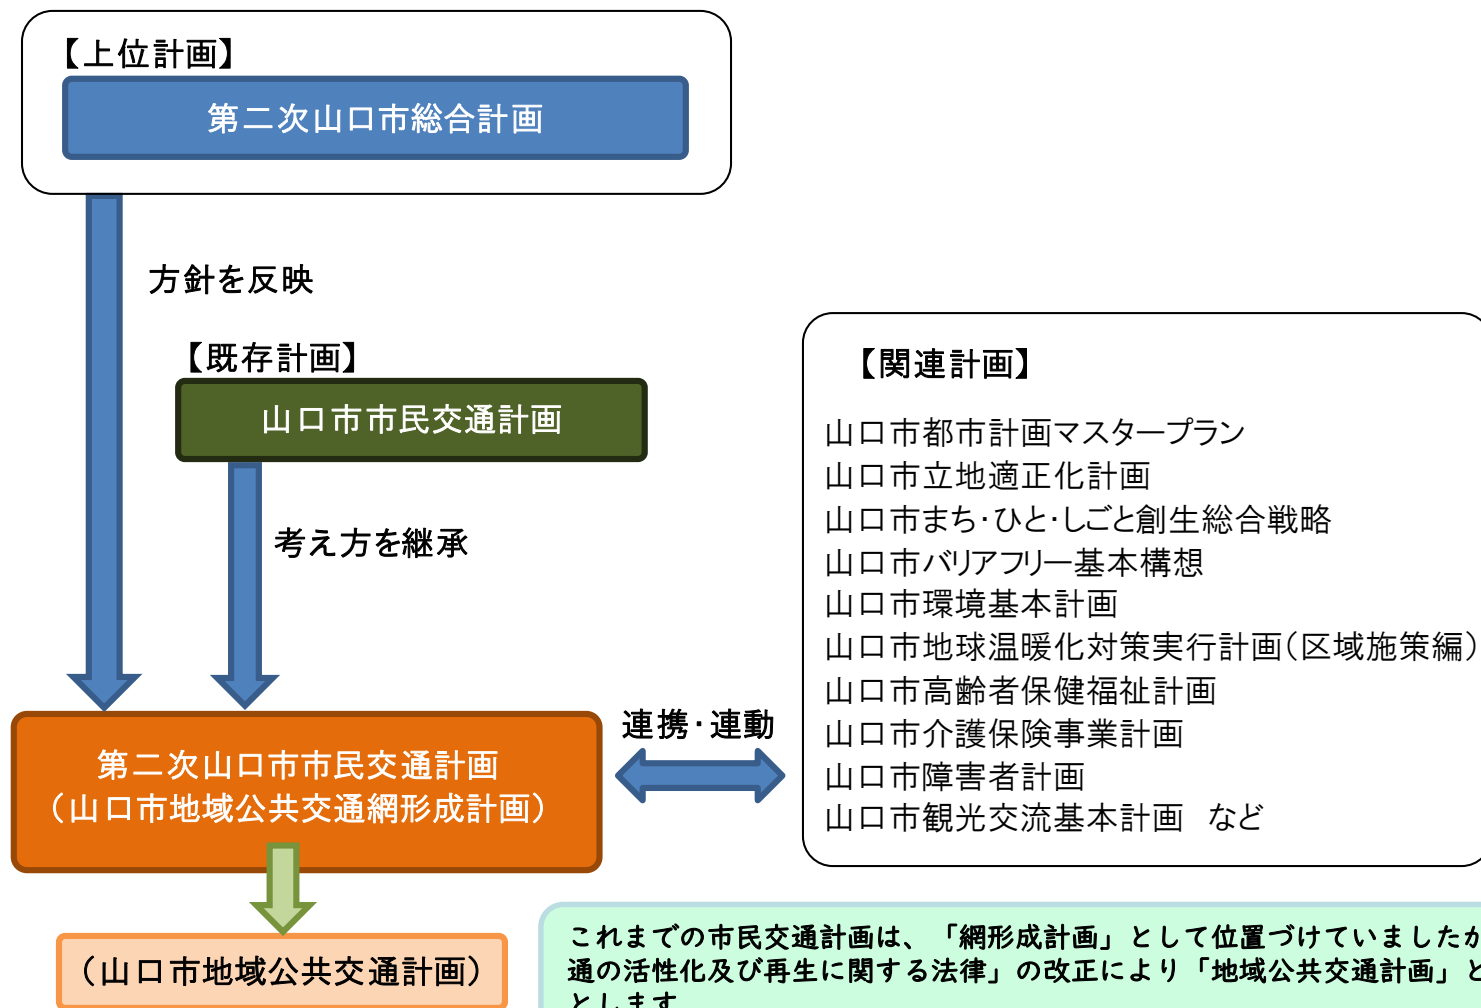 【上位計画】
第二次山口市総合計画
方針を反映
【既存計画】
山口市市民交通計画
考え方を継承
第二次山口市市民交通計画
（山口市地域公共交通網形成計画）
連携・連動
【関連計画】
山口市都市計画マスタープラン
山口市立地適正化計画
山口市まち・ひと・しごと創生総合戦略
山口市バリアフリー基本構想
山口市環境基本計画
山口市地球温暖化対策実行計画（区域施策編）
山口市高齢者保健福祉計画
山口市介護保険事業計画
山口市障害者計画
山口市観光交流基本計画　など
（山口市地域公共交通計画）
これまでの市民交通計画は、「網形成計画」として位置づけていましたが
通の活性化及び再生に関する法律」の改正により「地域公共交通計画」と
とします